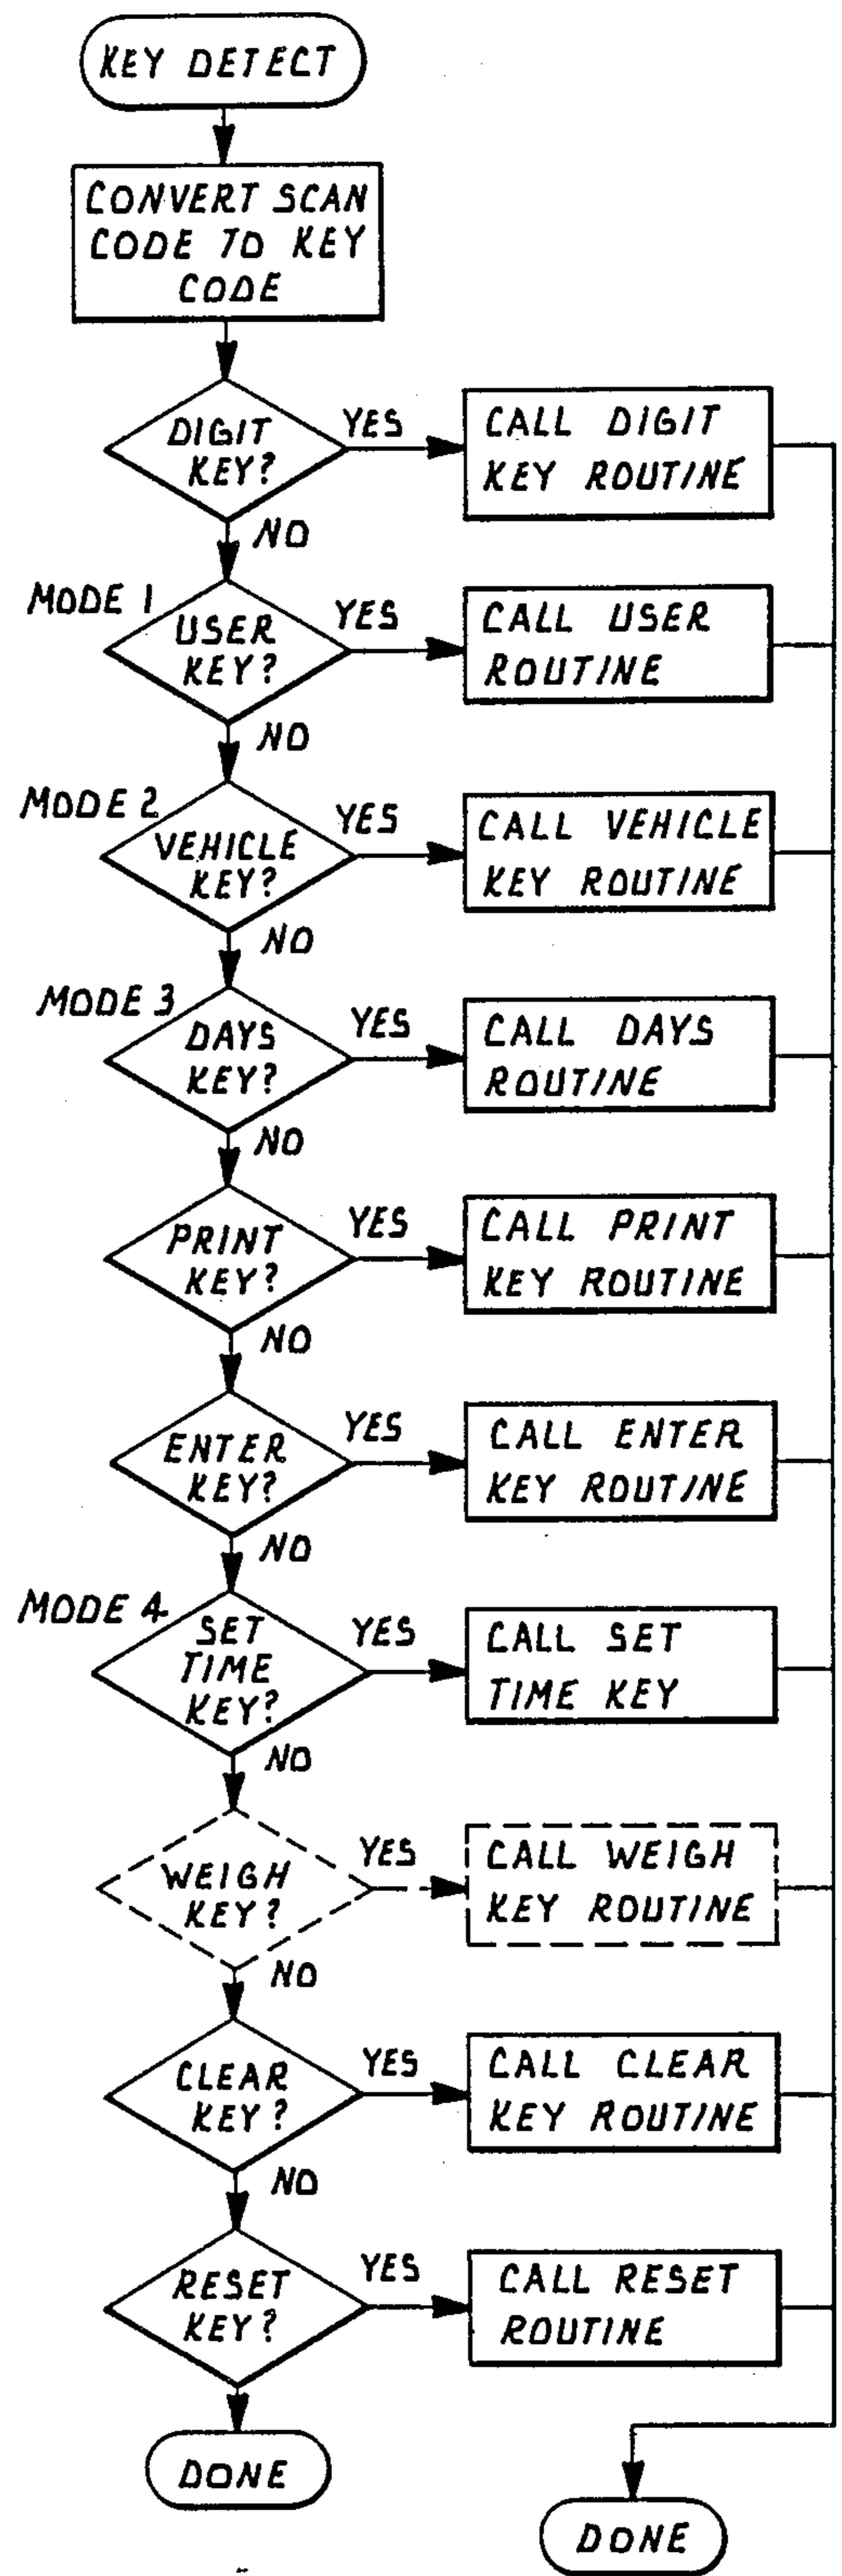 KEY DETECT
CONVERT SCAN
CODE TO KEY
CODE
DIGIT
KEY?
YES
CALL DIGIT
KEY ROUTINE
NO
MODE 1
USER
KEY?
YES
CALL USER
ROUTINE
NO
MODE 2
VEHICLE
KEY?
YES
CALL VEHICLE
KEY ROUTINE
NO
MODE 3
DAYS
KEY?
YES
CALL DAYS
ROUTINE
NO
PRINT
KEY?
YES
CALL PRINT
KEY ROUTINE
NO
ENTER
KEY?
YES
CALL ENTER
KEY ROUTINE
NO
MODE 4
SET
TIME
KEY?
YES
CALL SET
TIME KEY
NO
WEIGH
KEY?
YES
CALL WEIGH
KEY ROUTINE
NO
CLEAR
KEY?
YES
CALL CLEAR
KEY ROUTINE
NO
RESET
KEY?
YES
CALL RESET
ROUTINE
DONE
DONE